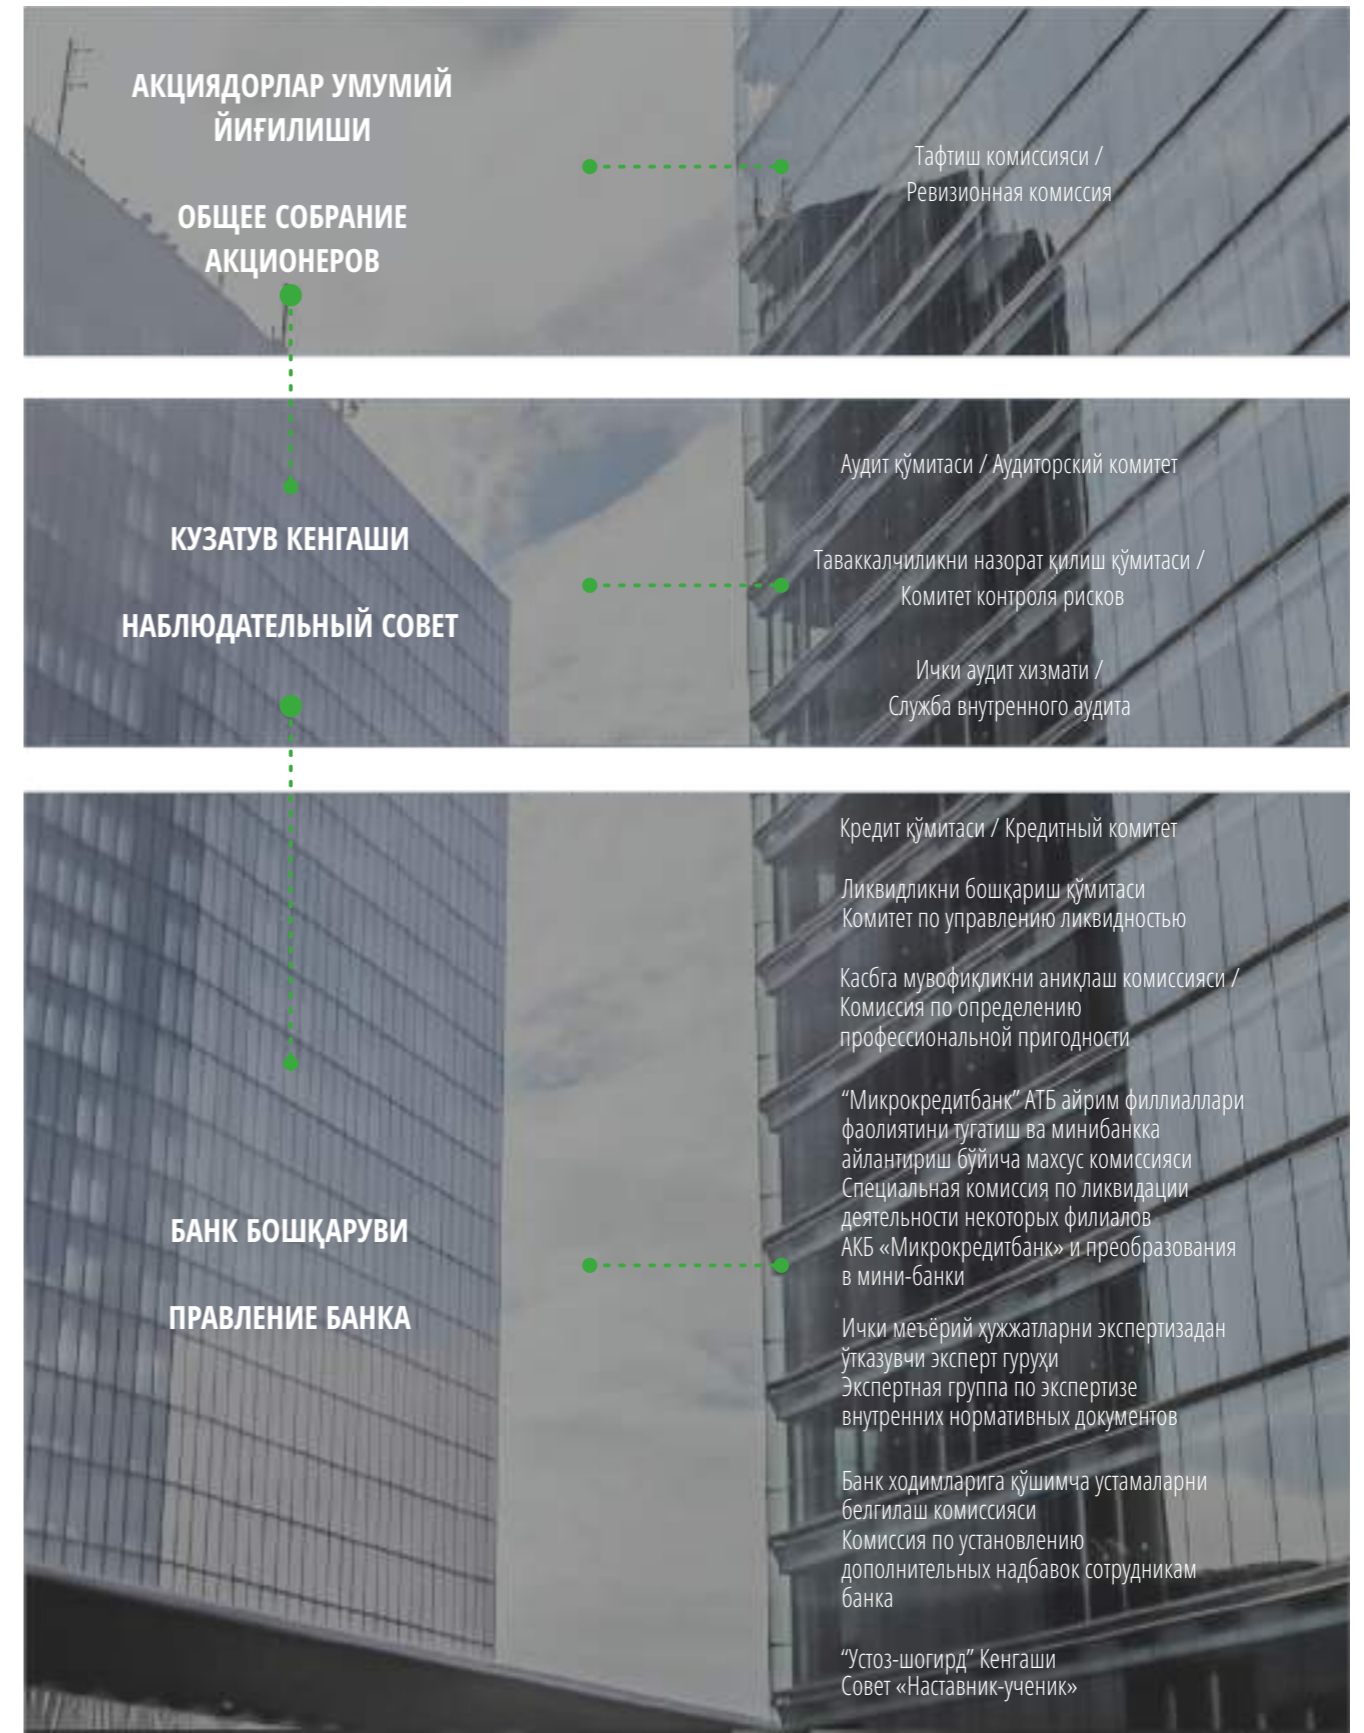 АКЦИЯДОРЛАР УМУМИЙ
ЙИҒИЛИШИ
ОБЩЕЕ СОБРАНИЕ
АКЦИОНЕРОВ
Тафтиш комиссияси /
Ревизионная комиссия
КУЗАТУВ КЕНГАШИ
НАБЛЮДАТЕЛЬНЫЙ СОВЕТ
Аудит қўмитаси / Аудиторский комитет
Таваккалчиликни назорат қилиш қўмитаси /
Комитет контроля рисков
Ички аудит хизмати /
Служба внутренного аудита
БАНК БОШҚАРУВИ
ПРАВЛЕНИЕ БАНКА
Кредит қўмитаси / Кредитный комитет
Ликвидликни бошқариш қўмитаси
Комитет по управлению ликвидностью
Касбга мувофиқликни аниқлаш комиссияси /
Комиссия по определению
профессиональной пригодности
“Микрокредитбанк” АТБ айрим филлиаллари
фаолиятини тугатиш ва минибанкка
айлантириш бўйича махсус комиссияси
Специальная комиссия по ликвидации
деятельности некоторых филиалов
АКБ «Микрокредитбанк» и преобразования
в мини-банки
Ички меъёрий ҳужжатларни экспертизадан
ўтказувчи эксперт гуруҳи
Экспертная группа по экспертизе
внутренних нормативных документов
Банк ходимларига қўшимча устамаларни
белгилаш комиссияси
Комиссия по установлению
дополнительных надбавок сотрудникам
банка
“Устоз-шогирд” Кенгаши
Совет «Наставник-ученик»